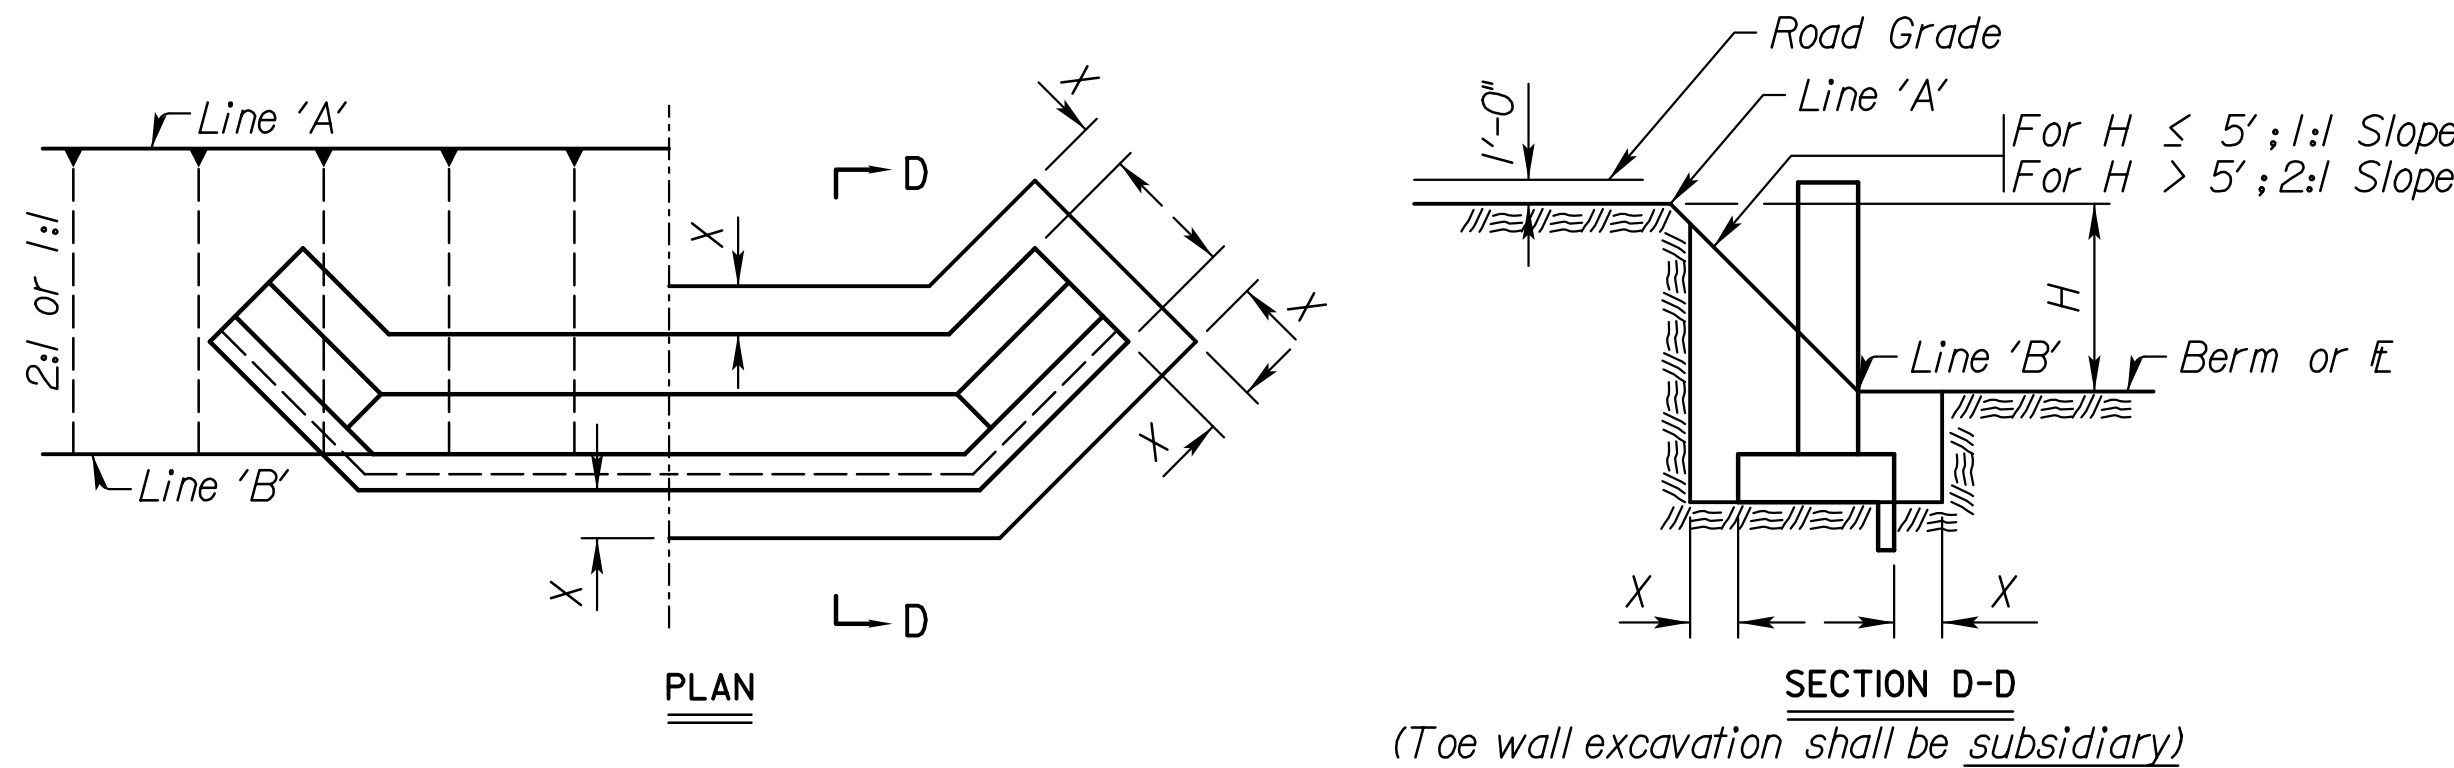 Line 'A'
2:1 or 1:1
Line 'B'
X
X
X
X
X
D
D
PLAN
Road Grade
Line 'A'
1'-0"
For H ≤ 5'; 1:1 Slope
For H > 5'; 2:1 Slope
H
Line 'B'
Berm or ℄
X
X
SECTION D-D
(Toe wall excavation shall be subsidiary)